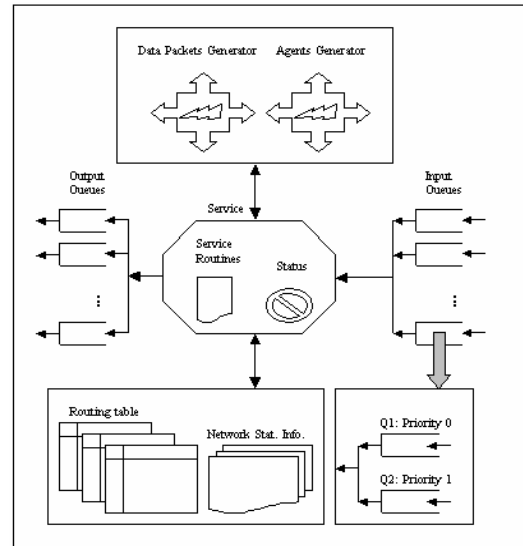 Data Packets Generator
Agents Generator
Output
Queues
Input
Queues
Service
Service
Routines
Status
...
...
Routing table
Network Stat. Info.
Q1: Priority 0
Q2: Priority 1